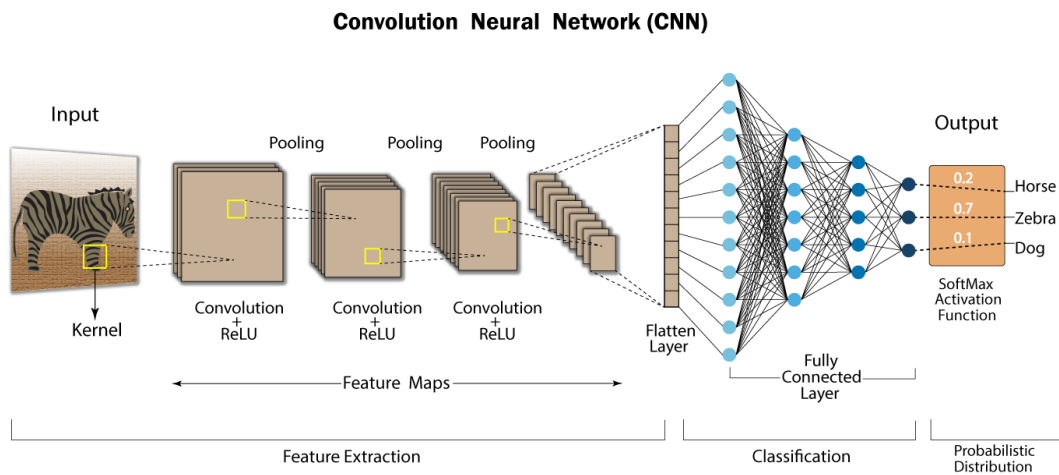 Convolution Neural Network (CNN)
Input
Output
Pooling
Pooling
Pooling
0.2
Horse
0.7
Zebra
0.1
Dog
Kernel
Convolution
+
ReLU
Convolution
+
ReLU
Convolution
+
ReLU
Flatten
Layer
SoftMax
Activation
Function
Fully
Connected
Layer
Feature Maps
Feature Extraction
Classification
Probabilistic
Distribution